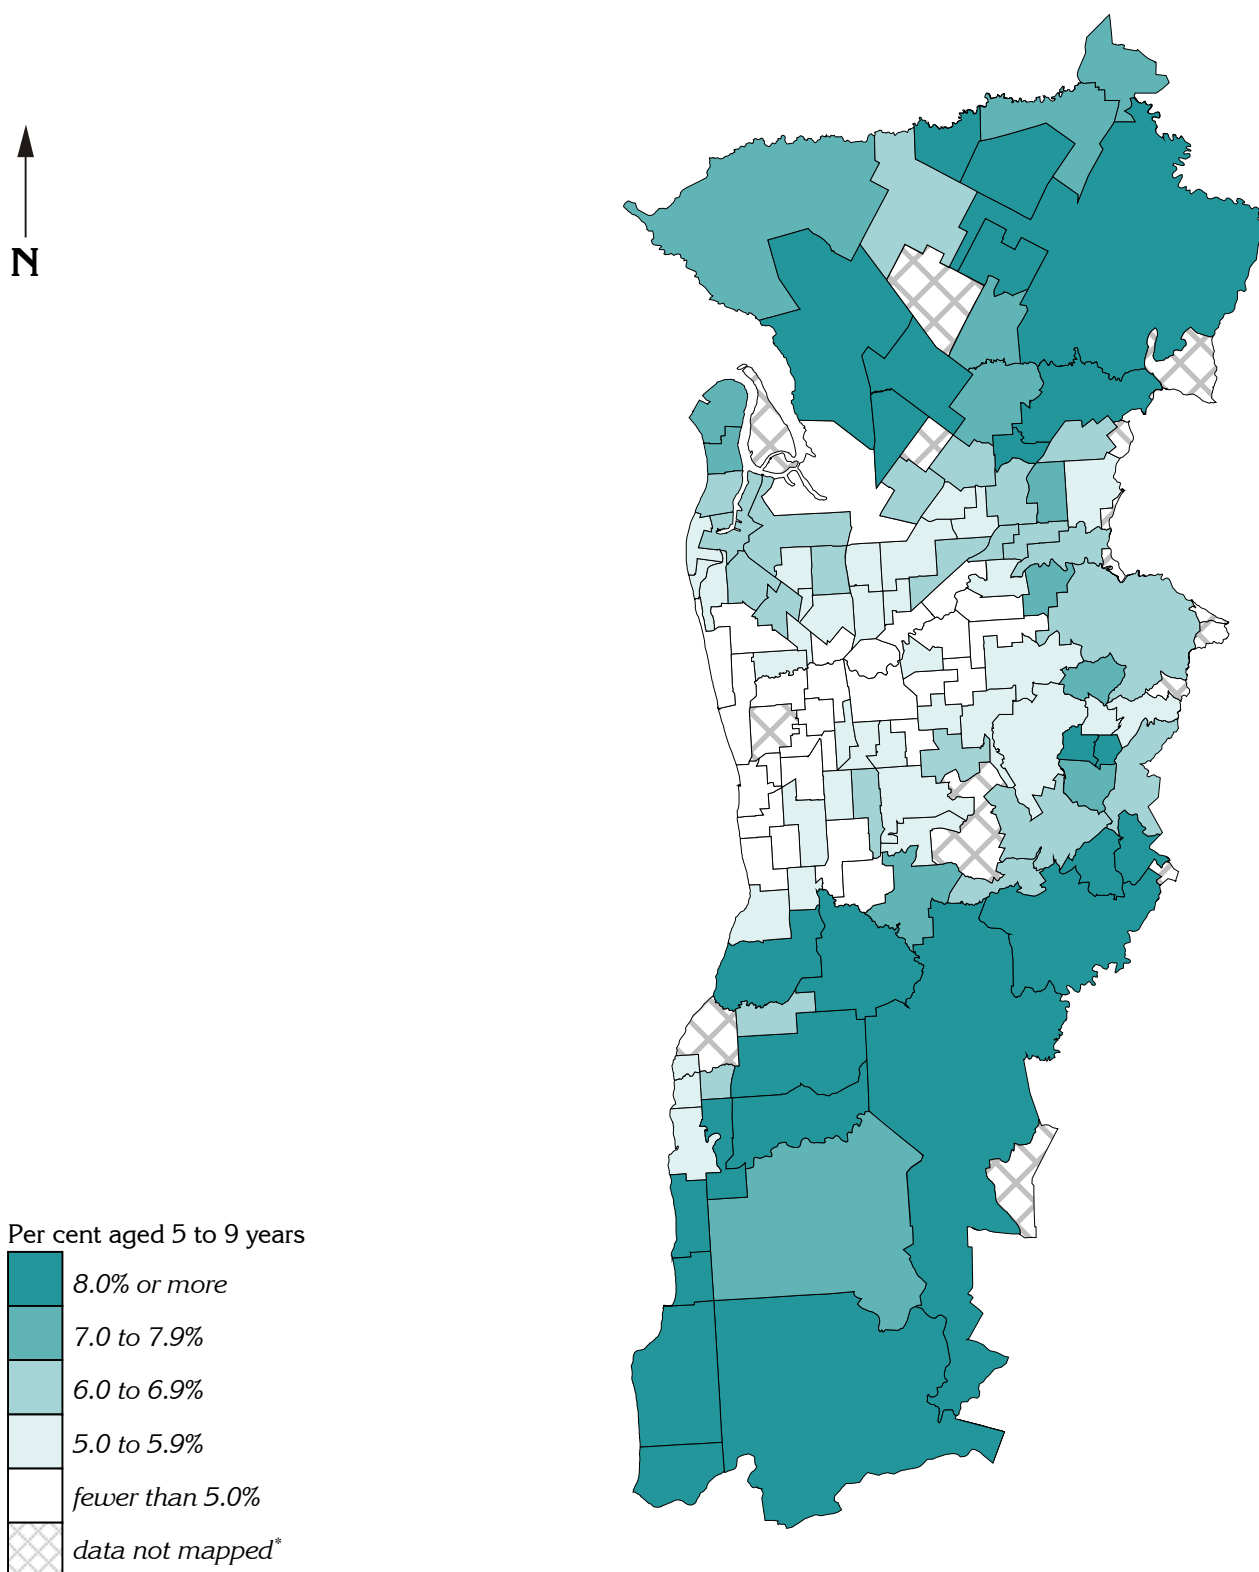 N
Per cent aged 5 to 9 years
8.0% or more
7.0 to 7.9%
6.0 to 6.9%
5.0 to 5.9%
fewer than 5.0%
data not mapped*